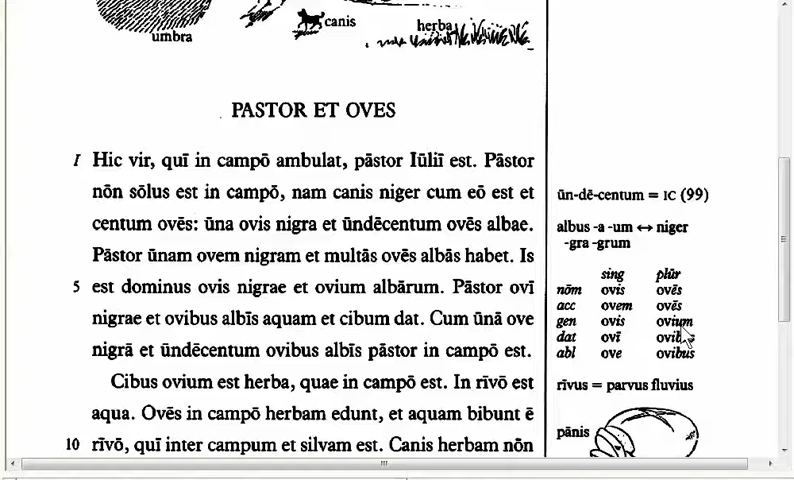 canis
herba
umbra
PASTOR ET OVES
I Hic vir, quī in campō ambulat, pāstor Iūliī est. Pāstor
nōn sōlus est in campō, nam canis niger cum eō est et
centum ovēs: ūna ovis nigra et ūndēcentum ovēs albae.
Pāstor ūnam ovem nigram et multās ovēs albās habet. Is
5 est dominus ovis nigrae et ovium albārum. Pāstor ovī
nigrae et ovibus albīs aquam et cibum dat. Cum ūnā ove
nigrā et ūndēcentum ovibus albīs pāstor in campō est.
Cibus ovium est herba, quae in campō est. In rīvō est
aqua. Ovēs in campō herbam edunt, et aquam bibunt ē
10 rīvō, quī inter campum et silvam est. Canis herbam nōn
ūn-dē-centum = IC (99)
albus -a -um ↔ niger
-gra -grum
sing plūr
nōm ovis ovēs
acc ovem ovēs
gen ovis ovium
dat ovī
abl ove ovibus
rīvus = parvus fluvius
pānis